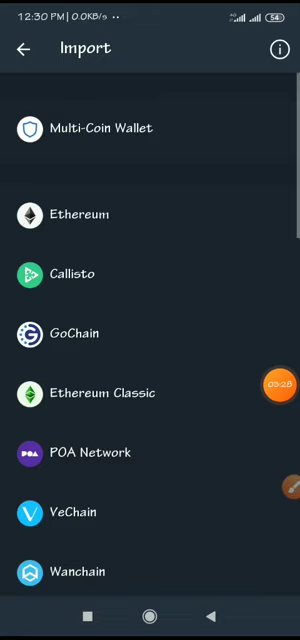 12:30 PM | 0.0KB/s ··
54
Import
Multi-Coin Wallet
Ethereum
Callisto
GoChain
Ethereum Classic
03:28
POA
POA Network
VeChain
Wanchain